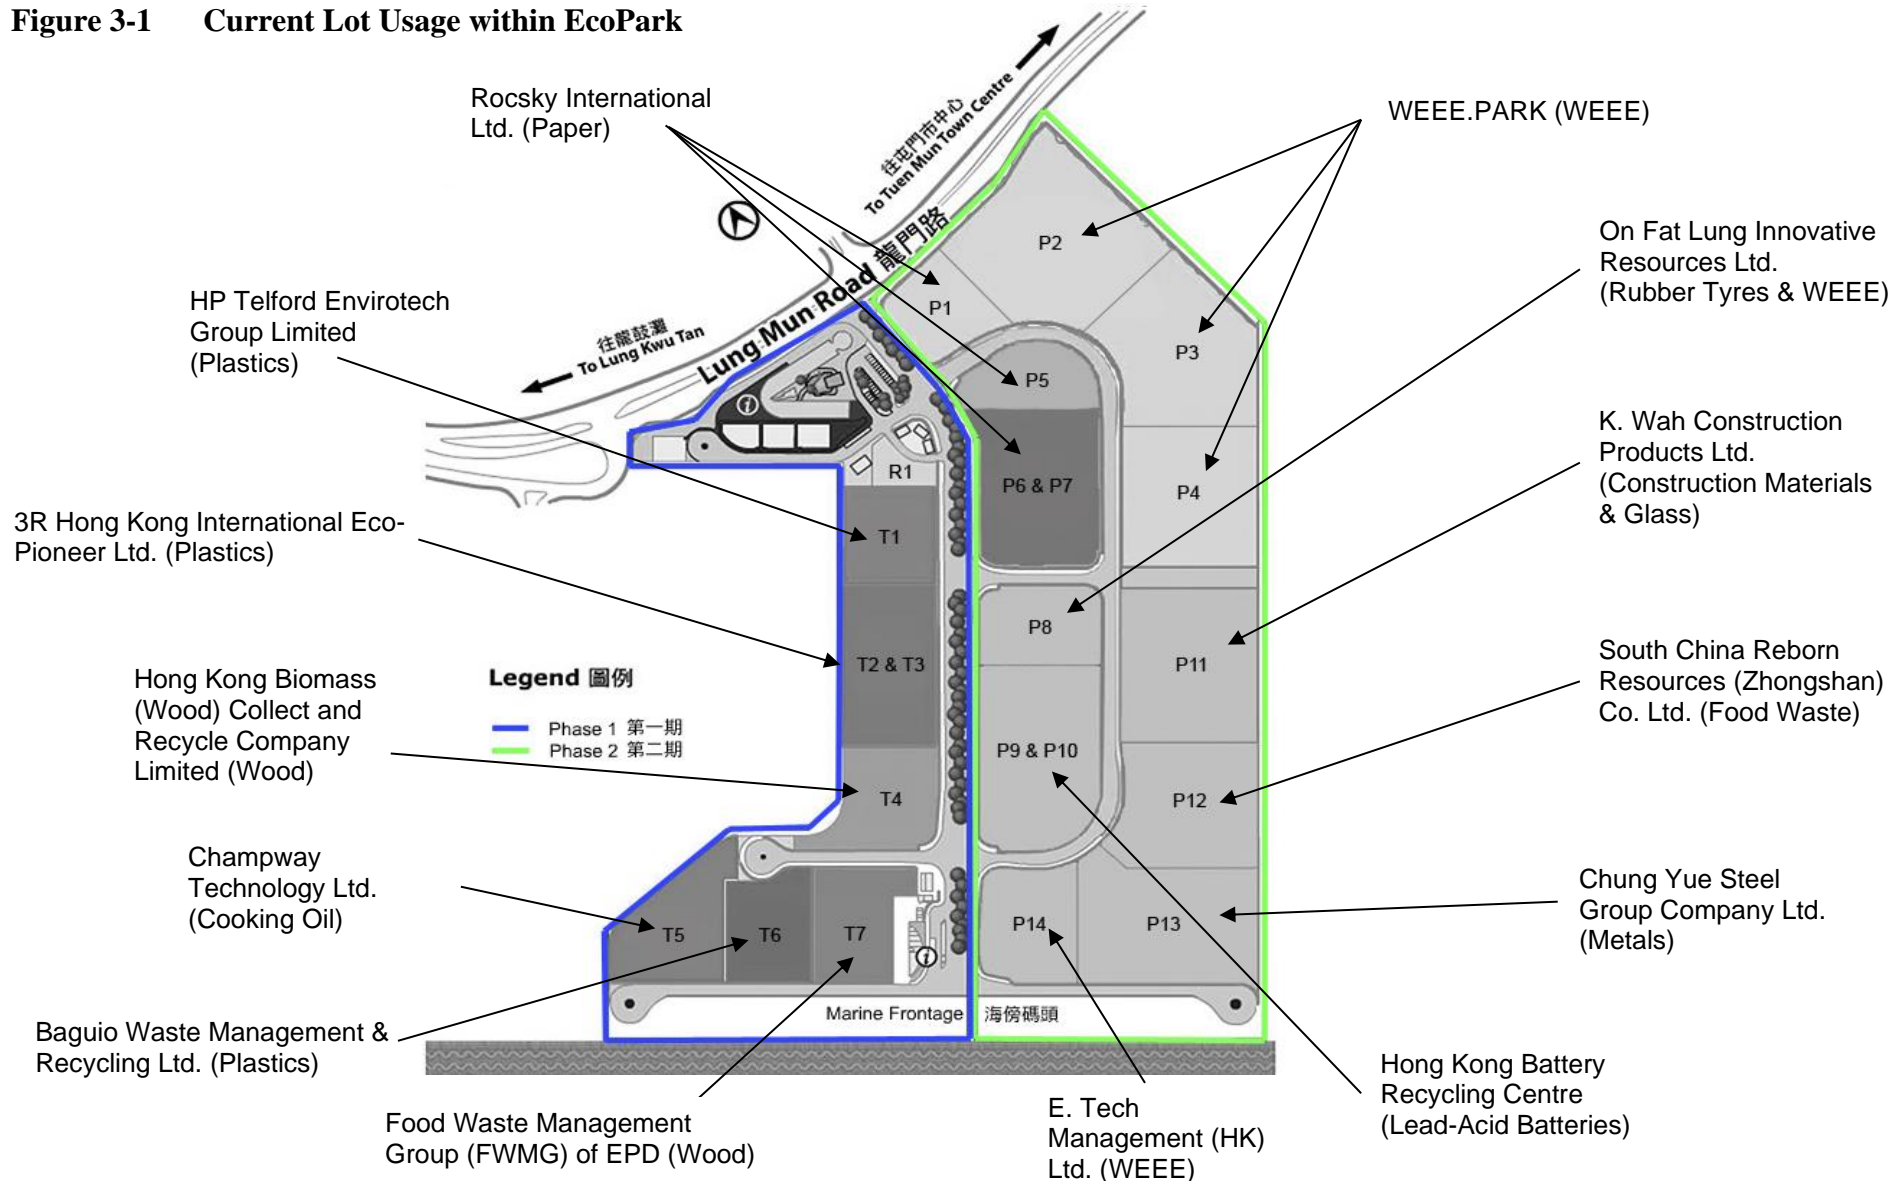 Figure 3-1 Current Lot Usage within EcoPark
Rocsky International
Ltd. (Paper)
WEEE.PARK (WEEE)
往屯門市中心
To Tuen Mun Town Centre
On Fat Lung Innovative
Resources Ltd.
(Rubber Tyres & WEEE)
HP Telford Envirotech
Group Limited
(Plastics)
往龍鼓灘
To Lung Kwu Tan
Lung Mun Road 龍門路
K. Wah Construction
Products Ltd.
(Construction Materials
& Glass)
3R Hong Kong International Eco-
Pioneer Ltd. (Plastics)
Hong Kong Biomass
(Wood) Collect and
Recycle Company
Limited (Wood)
Legend 圖例
Phase 1 第一期
Phase 2 第二期
South China Reborn
Resources (Zhongshan)
Co. Ltd. (Food Waste)
Champway
Technology Ltd.
(Cooking Oil)
Chung Yue Steel
Group Company Ltd.
(Metals)
P2
P1
P3
P5
P6 & P7
P4
R1
T1
P8
T2 & T3
P11
P9 & P10
T4
P12
T5
T6
T7
P14
P13
i
i
Marine Frontage 海傍碼頭
Baguio Waste Management &
Recycling Ltd. (Plastics)
Food Waste Management
Group (FWMG) of EPD (Wood)
E. Tech
Management (HK)
Ltd. (WEEE)
Hong Kong Battery
Recycling Centre
(Lead-Acid Batteries)